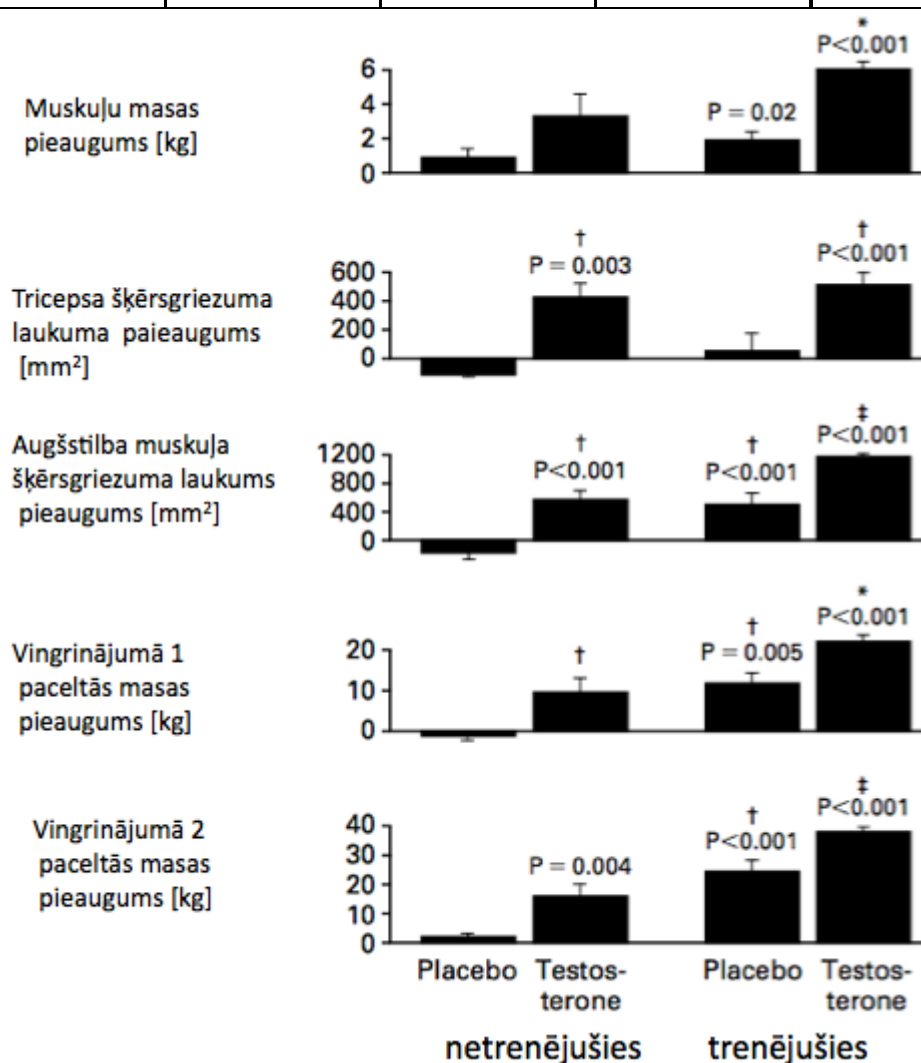 *
P<0.001
Muskuļu masas
pieaugums [kg]
6
4
2
0
P = 0.02
†
P = 0.003
†
P<0.001
Tricepsa šķērsgriezuma
laukuma paieaugums
[mm²]
600
400
200
0
Augšstilba muskuļa
šķērsgriezuma laukums
pieaugums [mm²]
1200
800
400
0
†
P<0.001
†
P<0.001
‡
P<0.001
Vingrinājumā 1
paceltās masas
pieaugums [kg]
20
10
0
†
†
P = 0.005
*
P<0.001
Vingrinājumā 2
paceltās masas
pieaugums [kg]
40
30
20
10
0
P = 0.004
†
P<0.001
‡
P<0.001
Placebo Testos-
terone
Placebo Testos-
terone
netrenējušies trenējušies